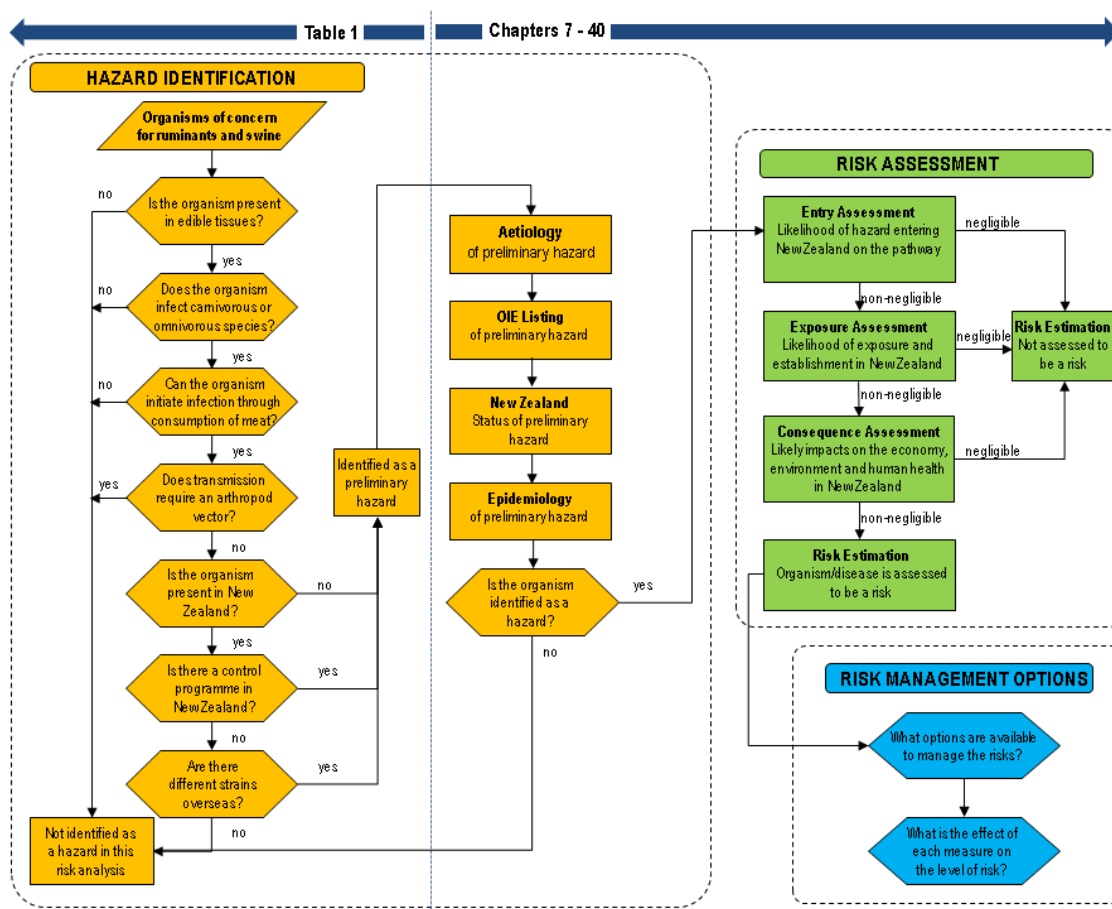 Table 1
Chapters 7 - 40
HAZARD IDENTIFICATION
Organisms of concern
for ruminants and swine
no
Is the organism present
in edible tissues?
yes
no
Does the organism
infect carnivorous or
omnivorous species?
yes
no
Can the organism
initiate infection through
consumption of meat?
yes
yes
Does transmission
require an arthropod
vector?
no
Is the organism
present in New
Zealand?
no
yes
Is there a control
programme in
New Zealand?
yes
no
Are there
different strains
overseas?
yes
no
Not identified as
a hazard in this
risk analysis
Identified as a
preliminary
hazard
Aetiology
of preliminary hazard
OIE Listing
of preliminary hazard
New Zealand
Status of preliminary
hazard
Epidemiology
of preliminary hazard
Is the organism
identified as a
hazard?
yes
no
RISK ASSESSMENT
Entry Assessment
Likelihood of hazard entering
New Zealand on the pathway
negligible
non-negligible
Exposure Assessment
Likelihood of exposure and
establishment in New Zealand
negligible
Risk Estimation
Not assessed to
be a risk
non-negligible
Consequence Assessment
Likely impacts on the economy,
environment and human health
in New Zealand
negligible
non-negligible
Risk Estimation
Organism/disease is assessed
to be a risk
RISK MANAGEMENT OPTIONS
What options are available
to manage the risks?
What is the effect of
each measure on
the level of risk?